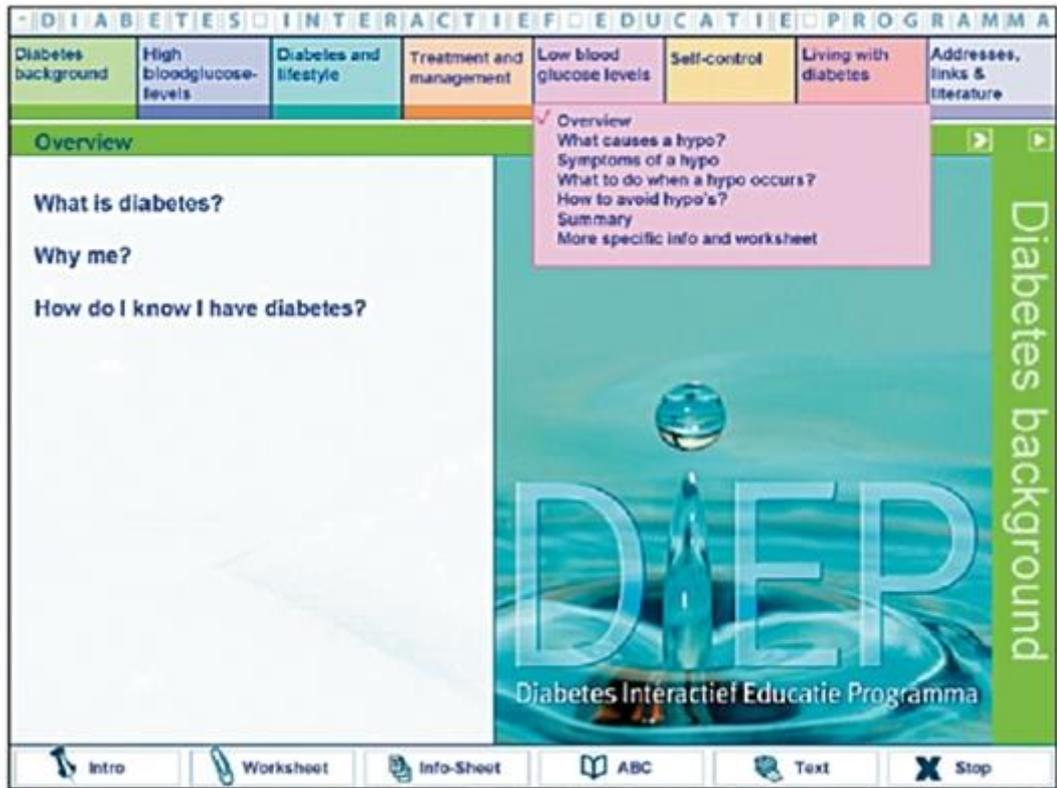 DIABETES INTERACTIEF EDUCATIE PROGRAMMA
Diabetes
background
High
bloodglucose-
levels
Diabetes and
lifestyle
Treatment and
management
Low blood
glucose levels
Self-control
Living with
diabetes
Addresses,
links &
literature
Overview
What causes a hypo?
Symptoms of a hypo
What to do when a hypo occurs?
How to avoid hypo's?
Summary
More specific info and worksheet
Overview
What is diabetes?
Why me?
How do I know I have diabetes?
Diabetes background
DiEP
Diabetes Interactief Educatie Programma
Intro
Worksheet
Info-Sheet
ABC
Text
Stop